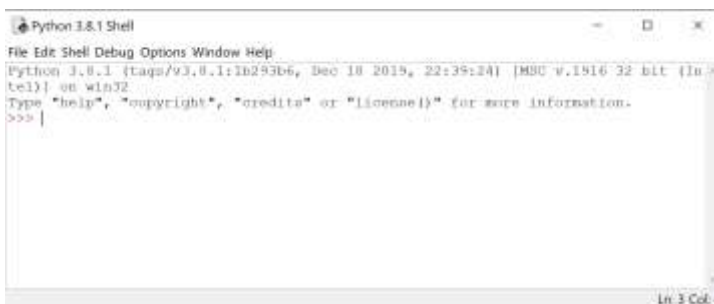 Python 3.8.1 Shell
File Edit Shell Debug Options Window Help
Python 3.8.1 (tags/v3.8.1:1b293b6, Dec 18 2019, 22:39:24) [MSC v.1916 32 bit (In
tel)] on win32
Type "help", "copyright", "credits" or "license()" for more information.
>>>
Ln: 3 Col: